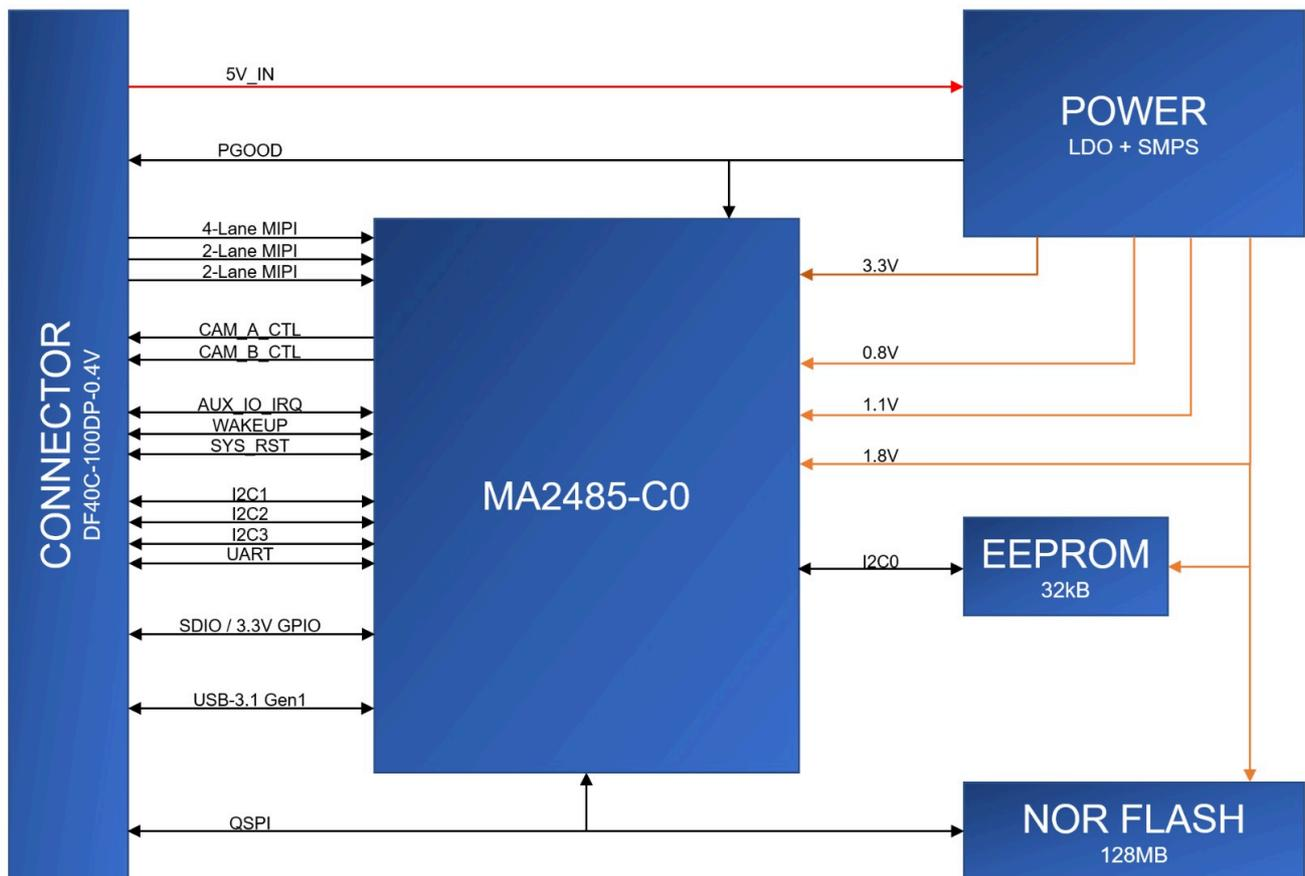 5V_IN
POWER
LDO + SMPS
PGOOD
4-Lane MIPI
2-Lane MIPI
2-Lane MIPI
3.3V
CAM_A_CTL
CAM_B_CTL
0.8V
AUX_IO_IRQ
1.1V
WAKEUP
SYS_RST
1.8V
CONNECTOR
DF40C-100DP-0.4V
MA2485-C0
I2C1
I2C2
I2C3
UART
I2C0
EEPROM
32kB
SDIO / 3.3V GPIO
USB-3.1 Gen1
QSPI
NOR FLASH
128MB